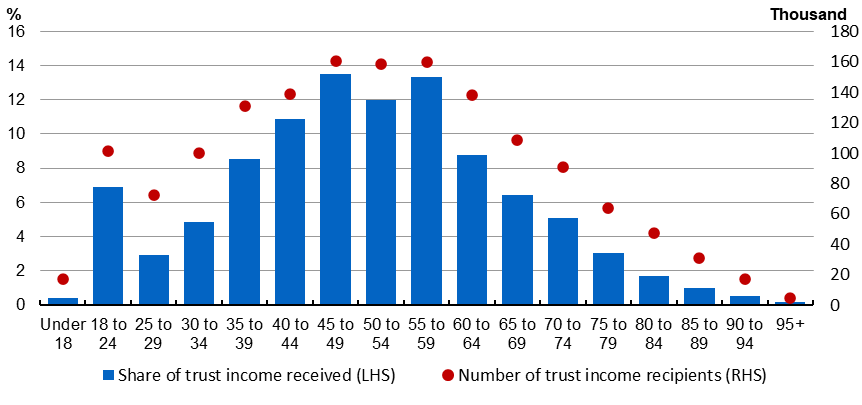 % Thousand
16 180
14 160
12 140
10 120
8 100
6 80
4 60
2 40
0 20
0
Under 18 to 25 to 30 to 35 to 40 to 45 to 50 to 55 to 60 to 65 to 70 to 75 to 80 to 85 to 90 to 95+
18 24 29 34 39 44 49 54 59 64 69 74 79 84 89 94
Share of trust income received (LHS) Number of trust income recipients (RHS)